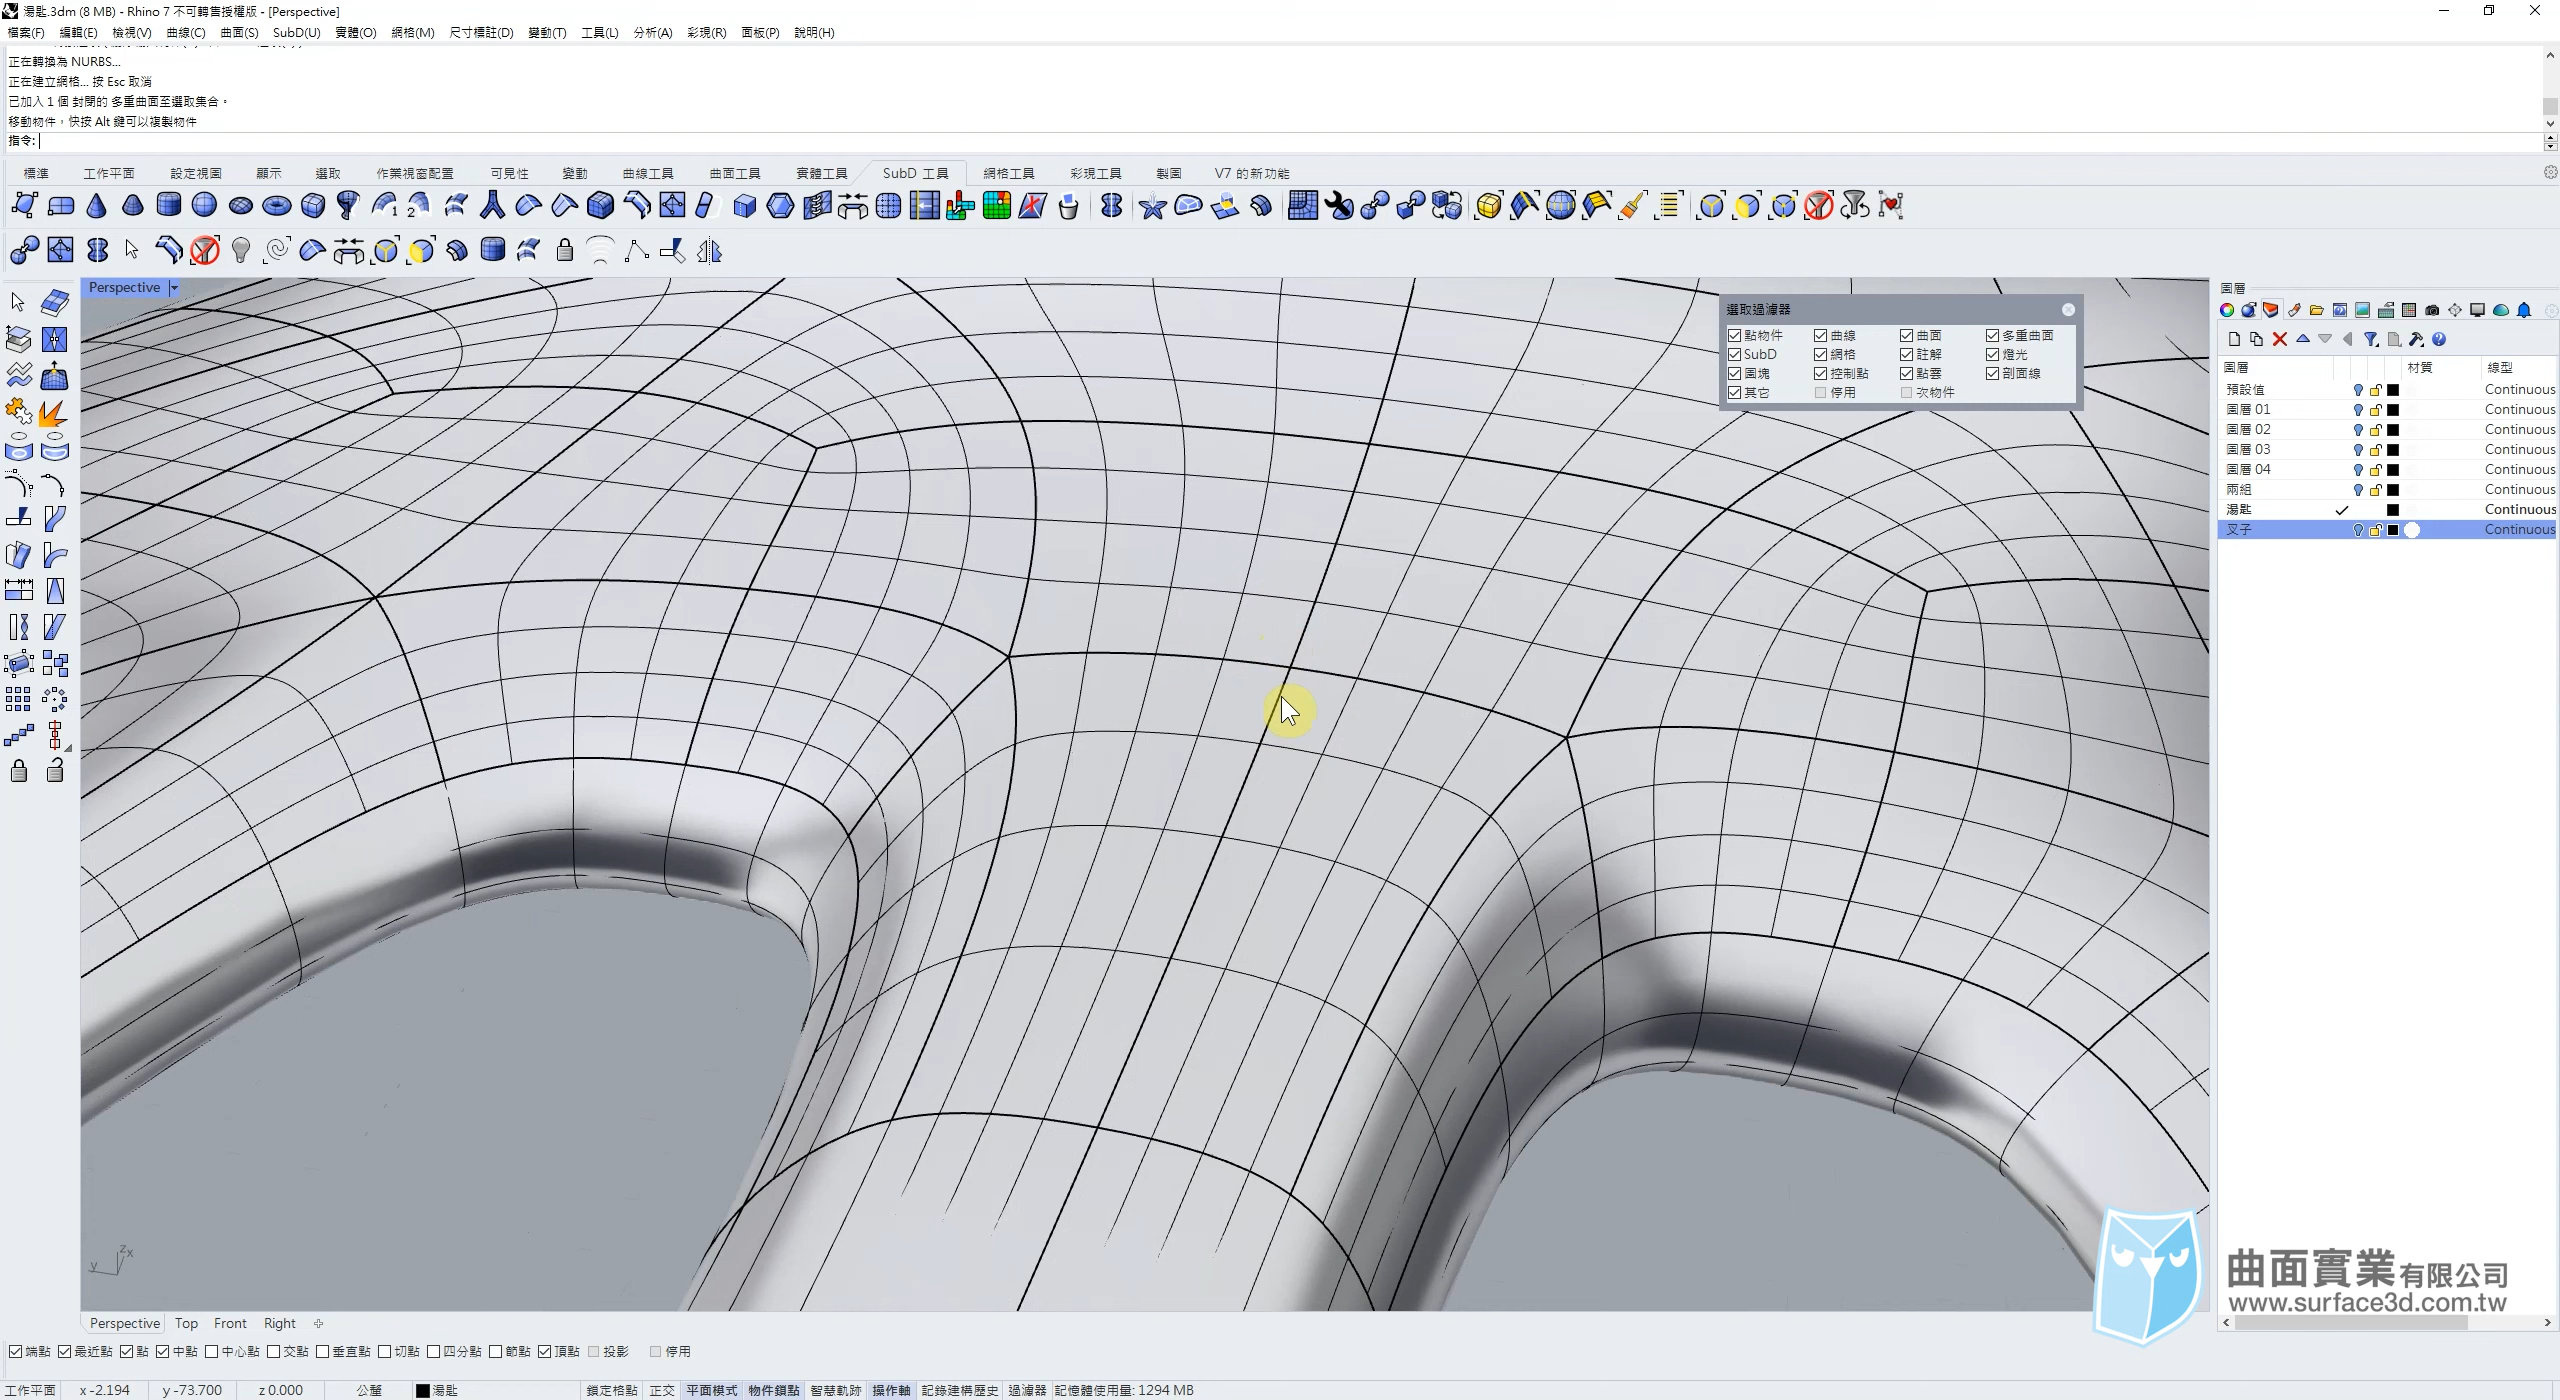 湯匙.3dm (8 MB) - Rhino 7 不可轉售授權版 - [Perspective]
檔案(F) 編輯(E) 檢視(V) 曲線(C) 曲面(S) SubD(U) 實體(O) 網格(M) 尺寸標註(D) 變動(T) 工具(L) 分析(A) 彩現(R) 面板(P) 說明(H)
正在轉換為 NURBS...
正在建立網格... 按 Esc 取消
已加入 1 個 封閉的 多重曲面至選取集合。
移動物件，快按 Alt 鍵可以複製物件
指令:
標準 工作平面 設定視圖 顯示 選取 作業視窗配置 可見性 變動 曲線工具 曲面工具 實體工具 SubD 工具 網格工具 彩現工具 製圖 V7 的新功能
Perspective
選取過濾器
點物件 曲線 曲面 多重曲面
SubD 網格 註解 燈光
圖塊 控制點 點雲 剖面線
其它 停用 次物件
圖層
圖層 材質 線型
預設值 Continuous
圖層 01 Continuous
圖層 02 Continuous
圖層 03 Continuous
圖層 04 Continuous
兩組 Continuous
湯匙 Continuous
叉子 Continuous
z x
y
曲面實業有限公司
www.surface3d.com.tw
Perspective Top Front Right
端點 最近點 點 中點 中心點 交點 垂直點 切點 四分點 節點 頂點 投影 停用
工作平面 x -2.194 y -73.700 z 0.000 公釐 湯匙 鎖定格點 正交 平面模式 物件鎖點 智慧軌跡 操作軸 記錄建構歷史 過濾器 記憶體使用量: 1294 MB